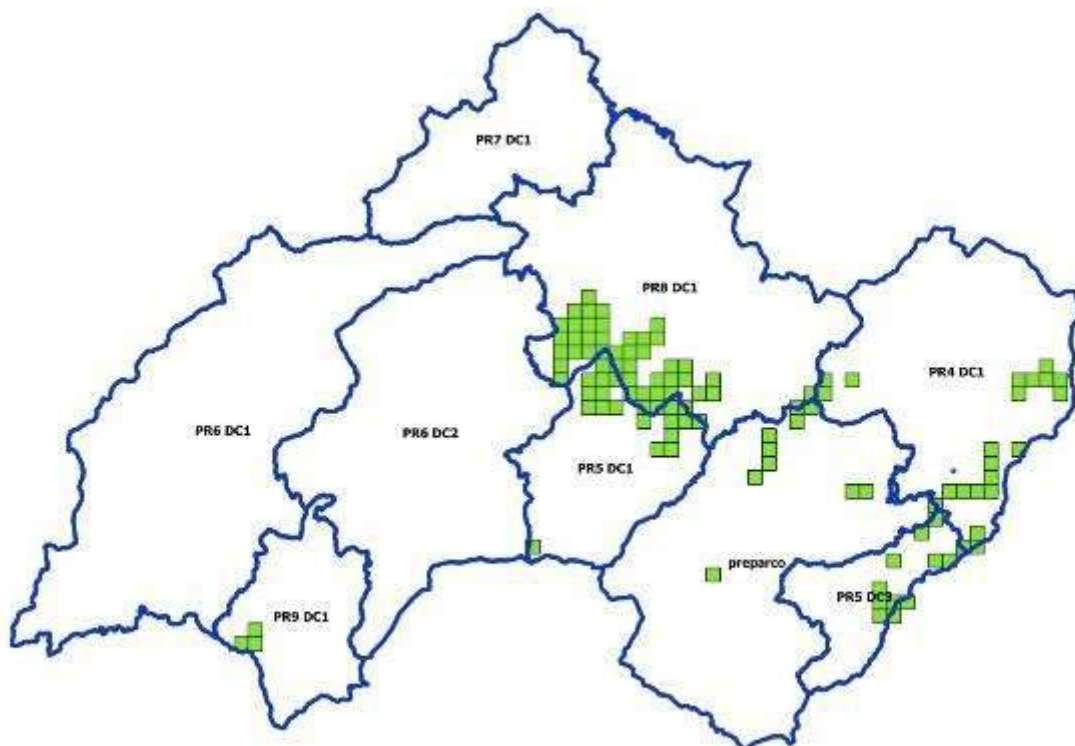 PR7 DC1
PR8 DC1
PR4 DC1
PR6 DC1
PR6 DC2
PR5 DC1
preparco
PR5 DC3
PR9 DC1